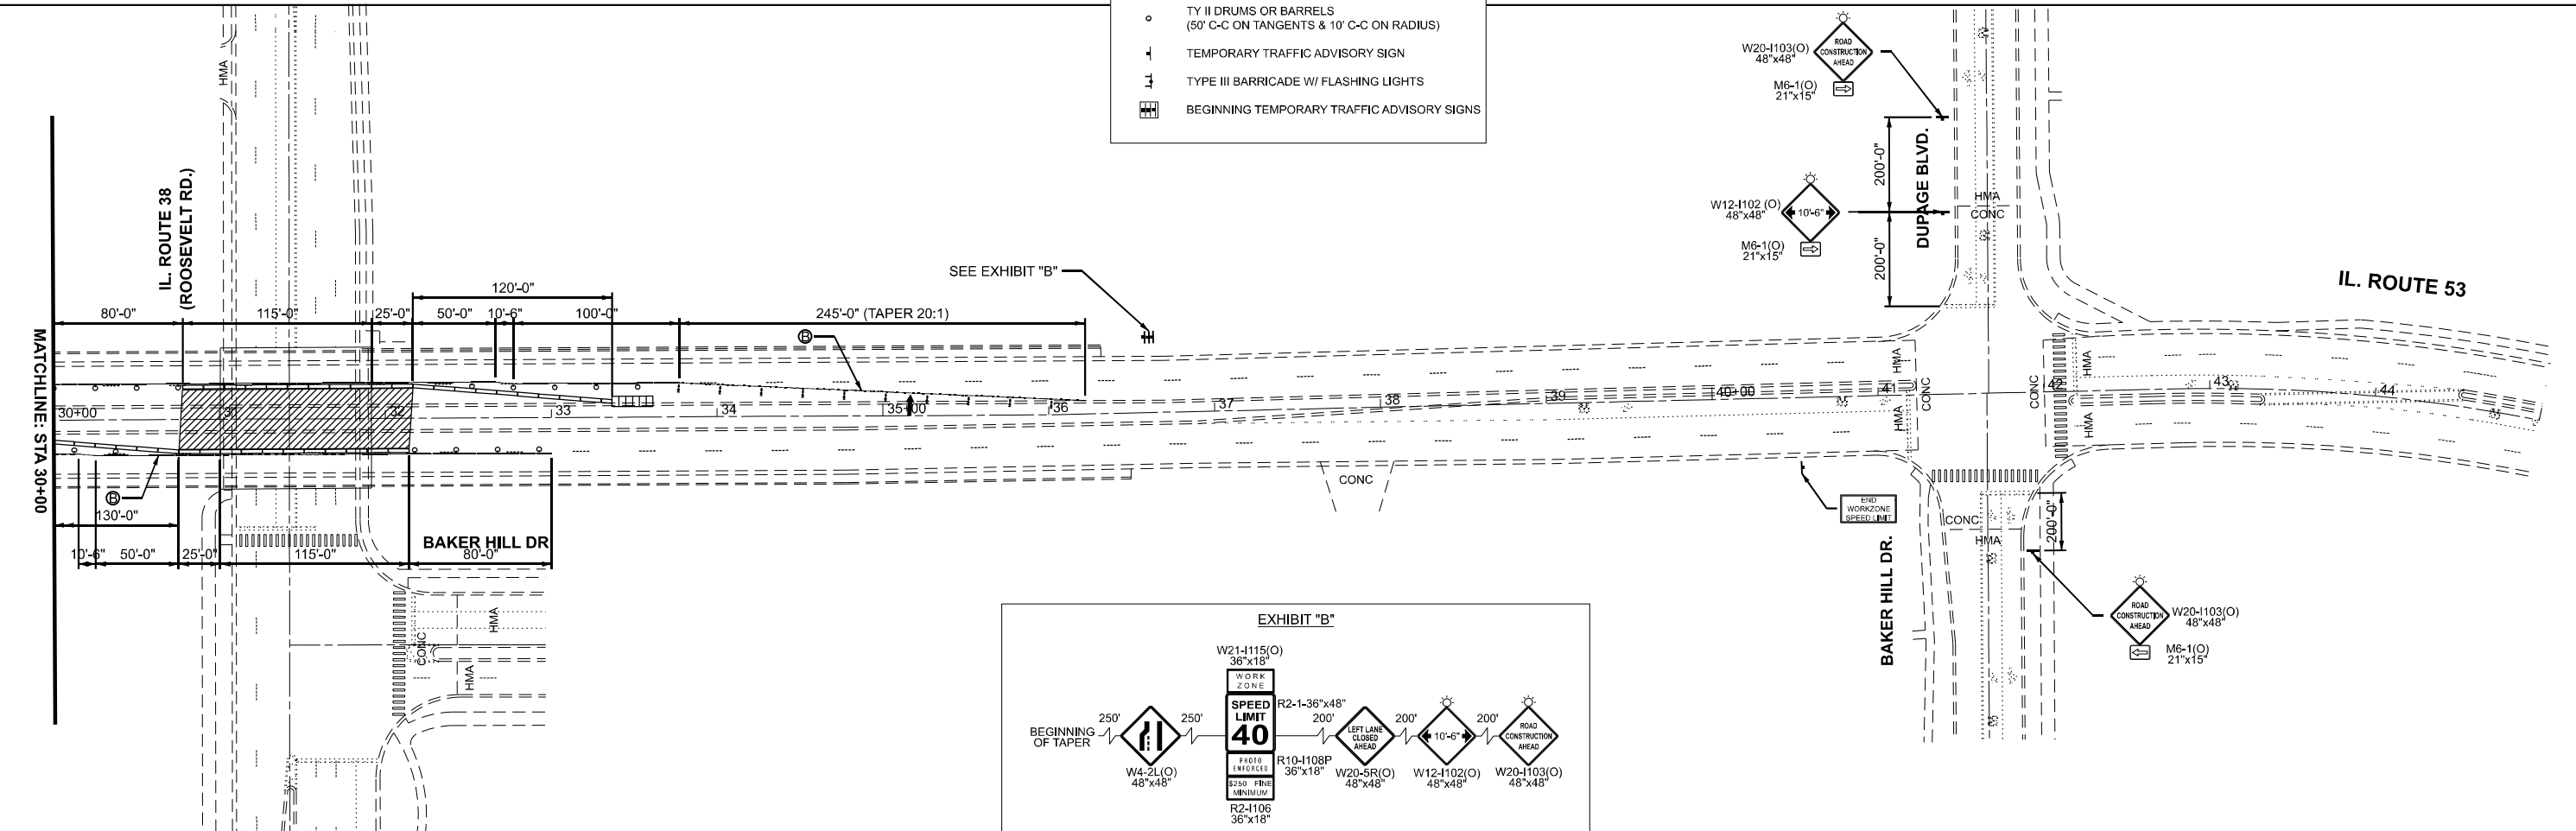 TY II DRUMS OR BARRELS
(50' C-C ON TANGENTS & 10' C-C ON RADIUS)
TEMPORARY TRAFFIC ADVISORY SIGN
TYPE III BARRICADE W/ FLASHING LIGHTS
BEGINNING TEMPORARY TRAFFIC ADVISORY SIGNS
W20-I103(O)
48"x48"
ROAD
CONSTRUCTION
AHEAD
M6-1(O)
21"x15"
W12-I102 (O)
48"x48"
10'-6"
M6-1(O)
21"x15"
200'-0"
200'-0"
DUPAGE BLVD.
HMA
CONC
IL. ROUTE 53
HMA
IL. ROUTE 38
(ROOSEVELT RD.)
SEE EXHIBIT "B"
120'-0"
80'-0"
115'-0"
25'-0"
50'-0"
10'-6"
100'-0"
245'-0" (TAPER 20:1)
B
MATCHLINE: STA 30+00
30+00
31
32
33
34
35+00
36
37
38
39
40+00
41
42
43
44
HMA
CONC
HMA
CONC
HMA
HMA
CONC
B
130'-0"
10'-6"
50'-0"
25'-0"
115'-0"
80'-0"
BAKER HILL DR
CONC
HMA
HMA
END
WORKZONE
SPEED LIMIT
CONC
HMA
200'-0"
BAKER HILL DR.
ROAD
CONSTRUCTION
AHEAD
W20-I103(O)
48"x48"
M6-1(O)
21"x15"
EXHIBIT "B"
W21-I115(O)
36"x18"
WORK
ZONE
SPEED
LIMIT
40
R2-1-36"x48"
PHOTO
ENFORCED
R10-I108P
36"x18"
$250 FINE
MINIMUM
R2-I106
36"x18"
BEGINNING
OF TAPER
250'
W4-2L(O)
48"x48"
250'
200'
LEFT LANE
CLOSED
AHEAD
W20-5R(O)
48"x48"
200'
10'-6"
W12-I102(O)
48"x48"
200'
ROAD
CONSTRUCTION
AHEAD
W20-I103(O)
48"x48"